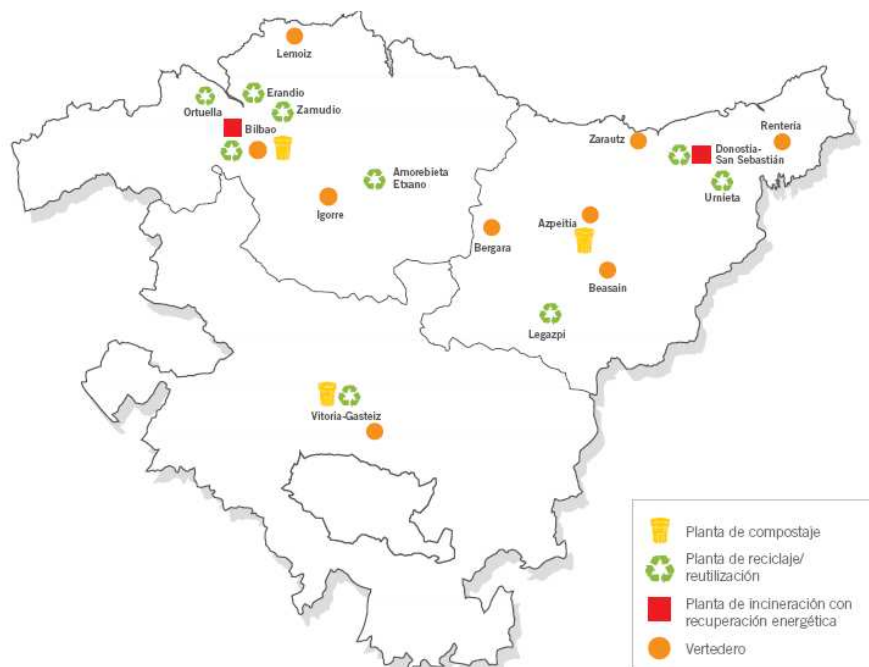 Lemoiz
Erandio
Ortuella
Zamudio
Bilbao
Amorebieta
Etxano
Igorre
Zarautz
Rentería
Donostia-
San Sebastián
Urnieta
Azpeitia
Bergara
Beasain
Legazpi
Vitoria-Gasteiz
Planta de compostaje
Planta de reciclaje/
reutilización
Planta de incineración con
recuperación energética
Vertedero